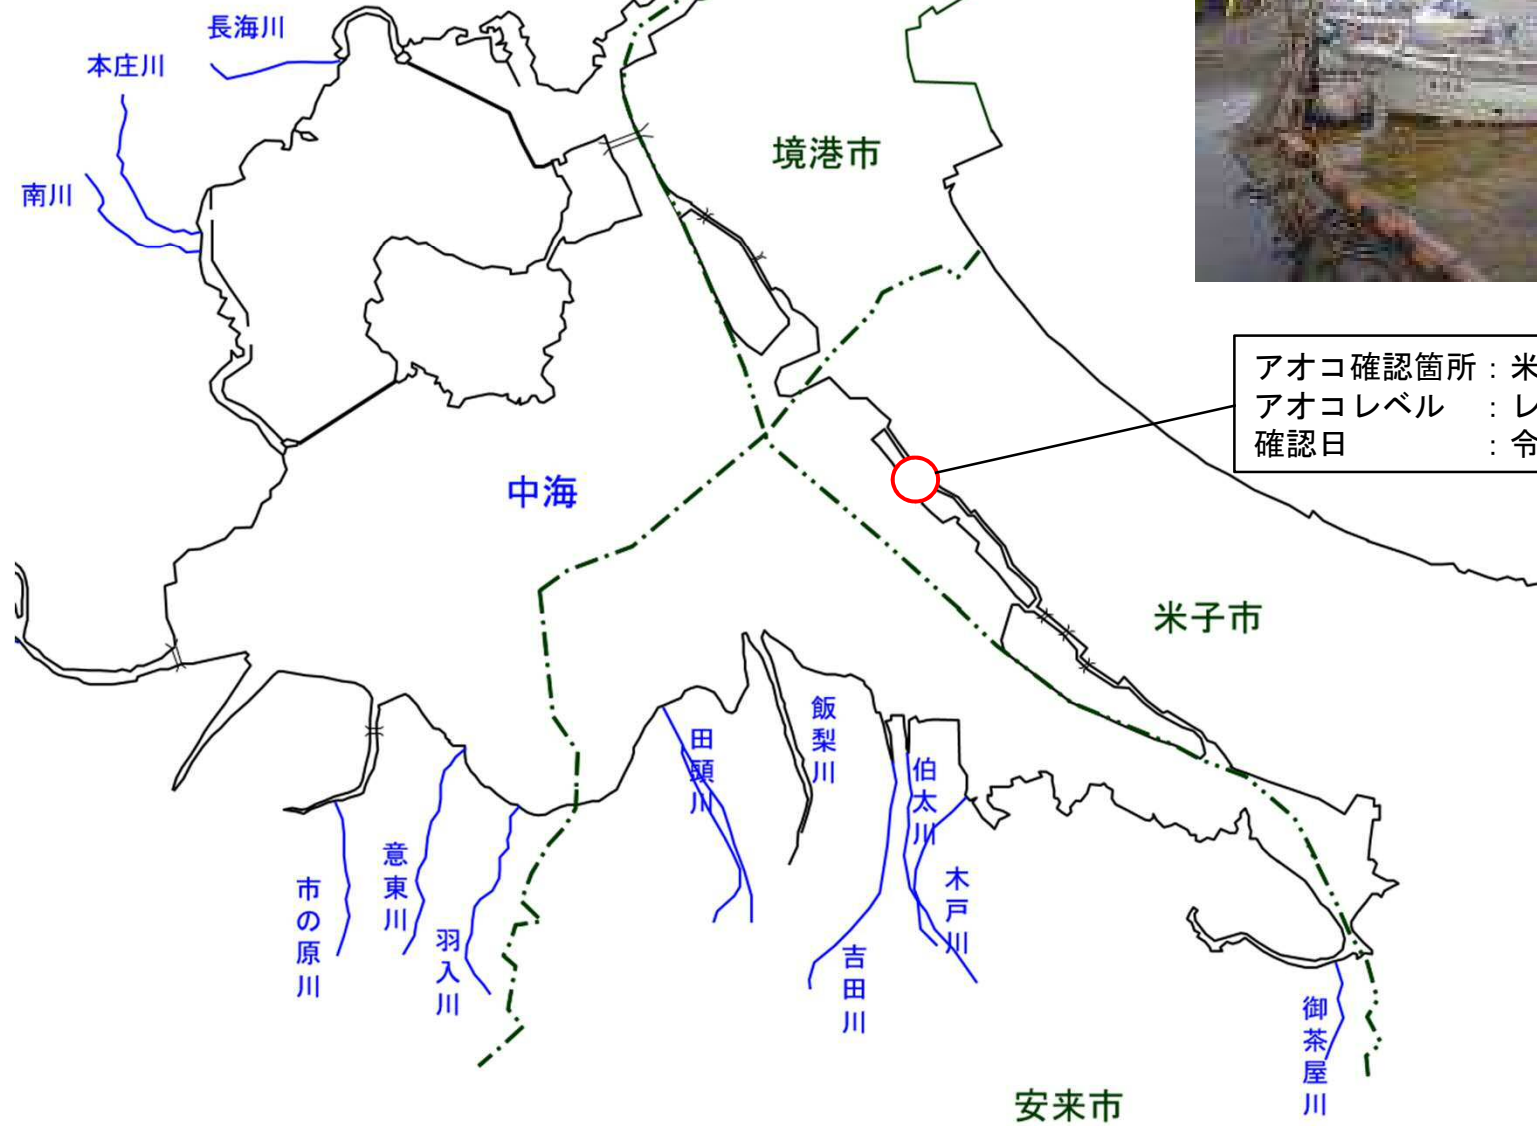 長海川
本庄川
南川
境港市
アオコ確認箇所：米
アオコレベル　：レ
確認日　　　　：令
中海
米子市
田頭川
飯梨川
伯太川
意東川
市の原川
羽入川
木戸川
吉田川
御茶屋川
安来市